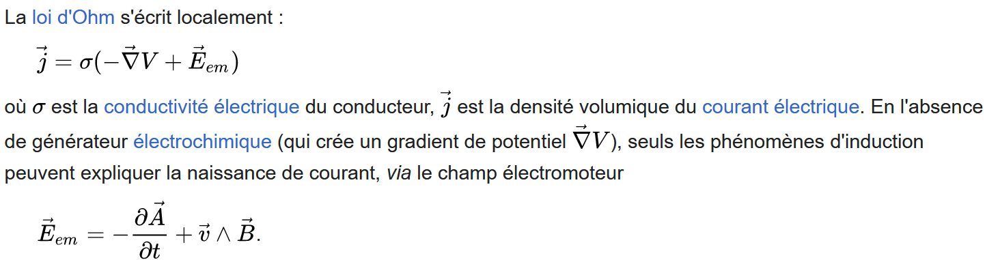 La loi d'Ohm s'écrit localement :
$\vec{j} = \sigma(-\vec{\nabla}V + \vec{E}_{em})$
où $\sigma$ est la conductivité électrique du conducteur, $\vec{j}$ est la densité volumique du courant électrique. En l'absence
de générateur électrochimique (qui crée un gradient de potentiel $\vec{\nabla}V$), seuls les phénomènes d'induction
peuvent expliquer la naissance de courant, via le champ électromoteur
$\vec{E}_{em} = -\frac{\partial \vec{A}}{\partial t} + \vec{v} \wedge \vec{B}.$